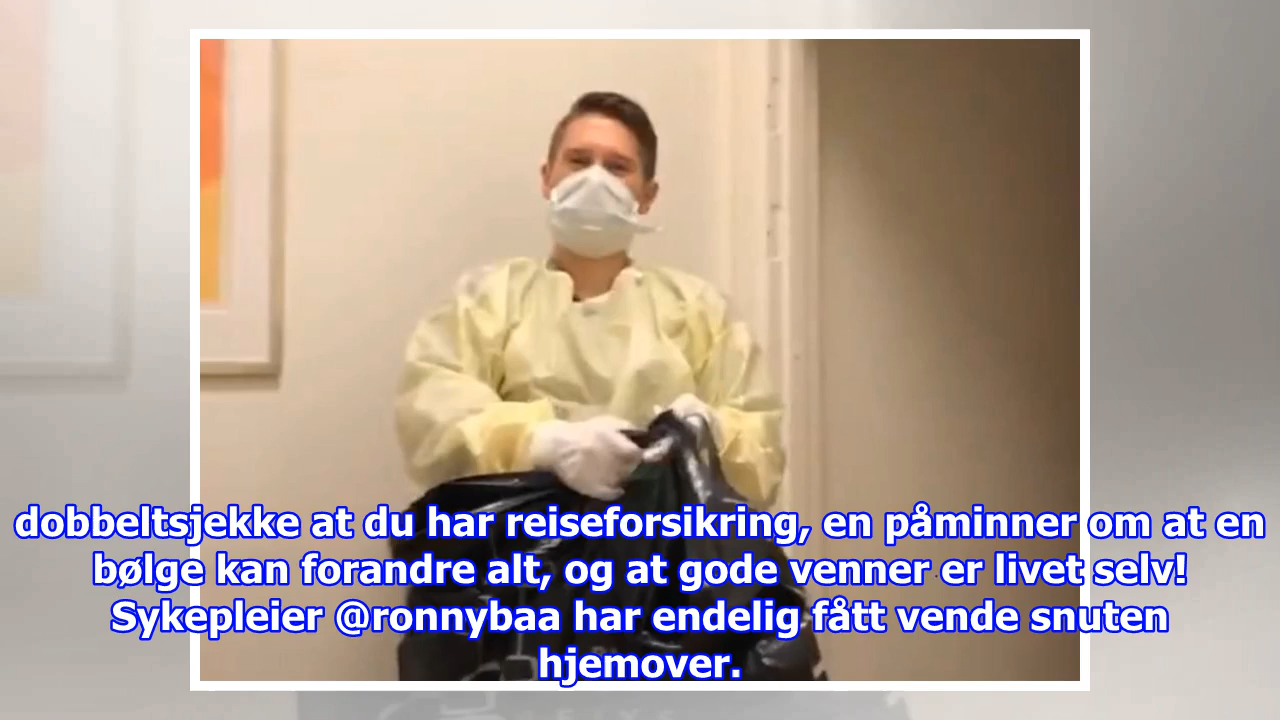 dobbeltsjekke at du har reiseforsikring, en påminner om at en
bølge kan forandre alt, og at gode venner er livet selv!
Sykepleier @ronnybaa har endelig fått vende snuten
hjemover.